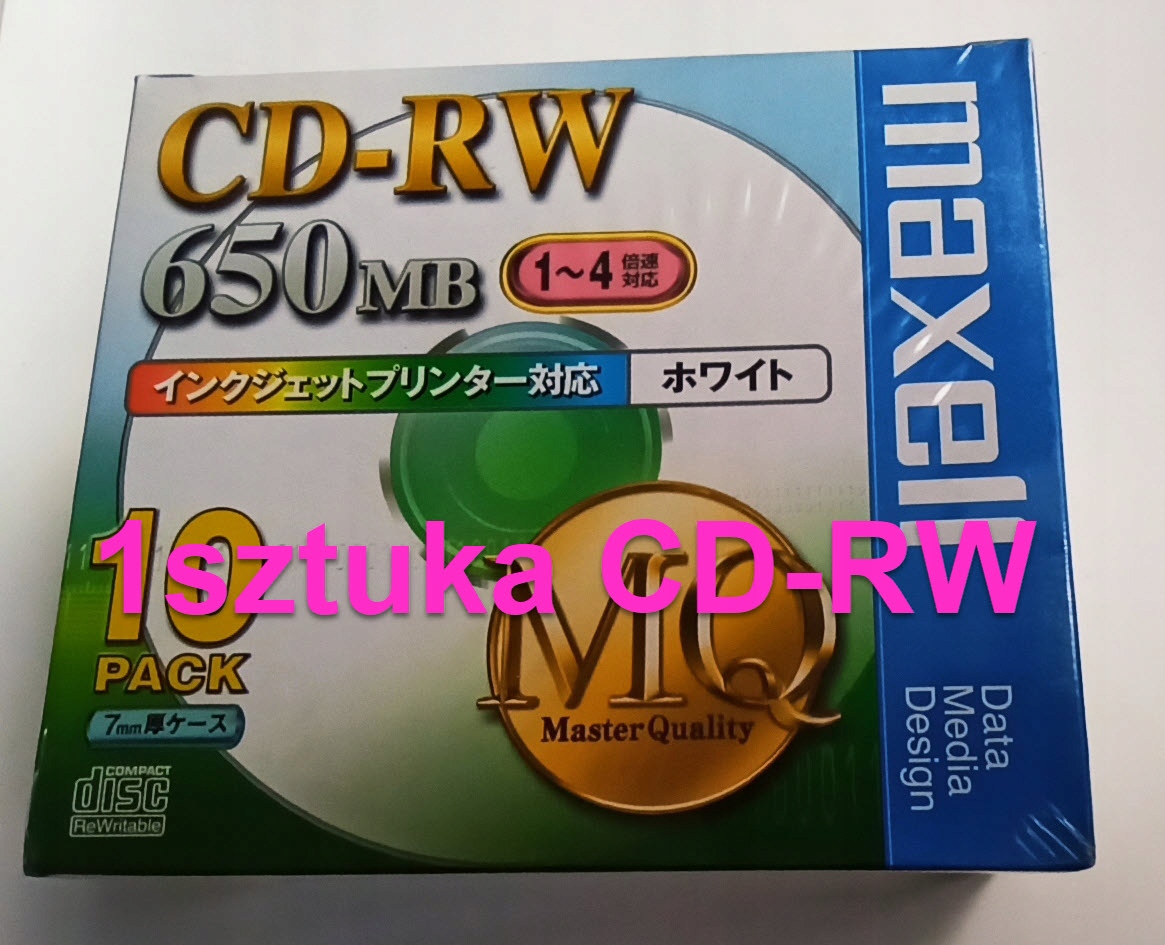 CD-RW
650MB
1~4 倍速対応
インクジェットプリンター対応 ホワイト
maxell
1sztuka CD-RW
10
PACK
MQ
Master Quality
7mm厚ケース
COMPACT
disc
ReWritable
Data
Media
Design